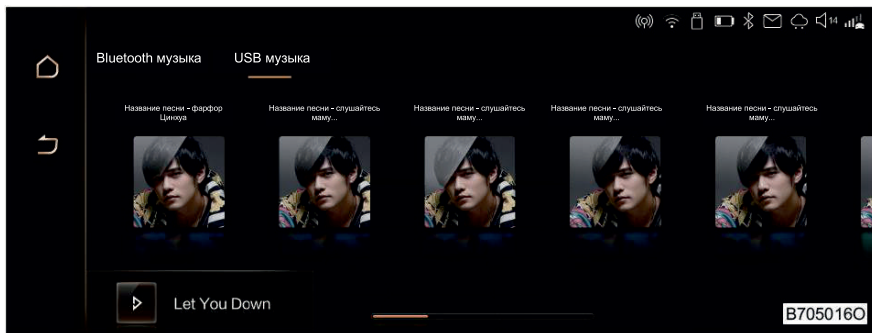 14
Bluetooth музыка USB музыка
Название песни - фарфор
Цинхуа
Название песни - слушайтесь
маму...
Название песни - слушайтесь
маму...
Название песни - слушайтесь
маму...
Название песни - слушайтесь
маму...
Let You Down
B705016O